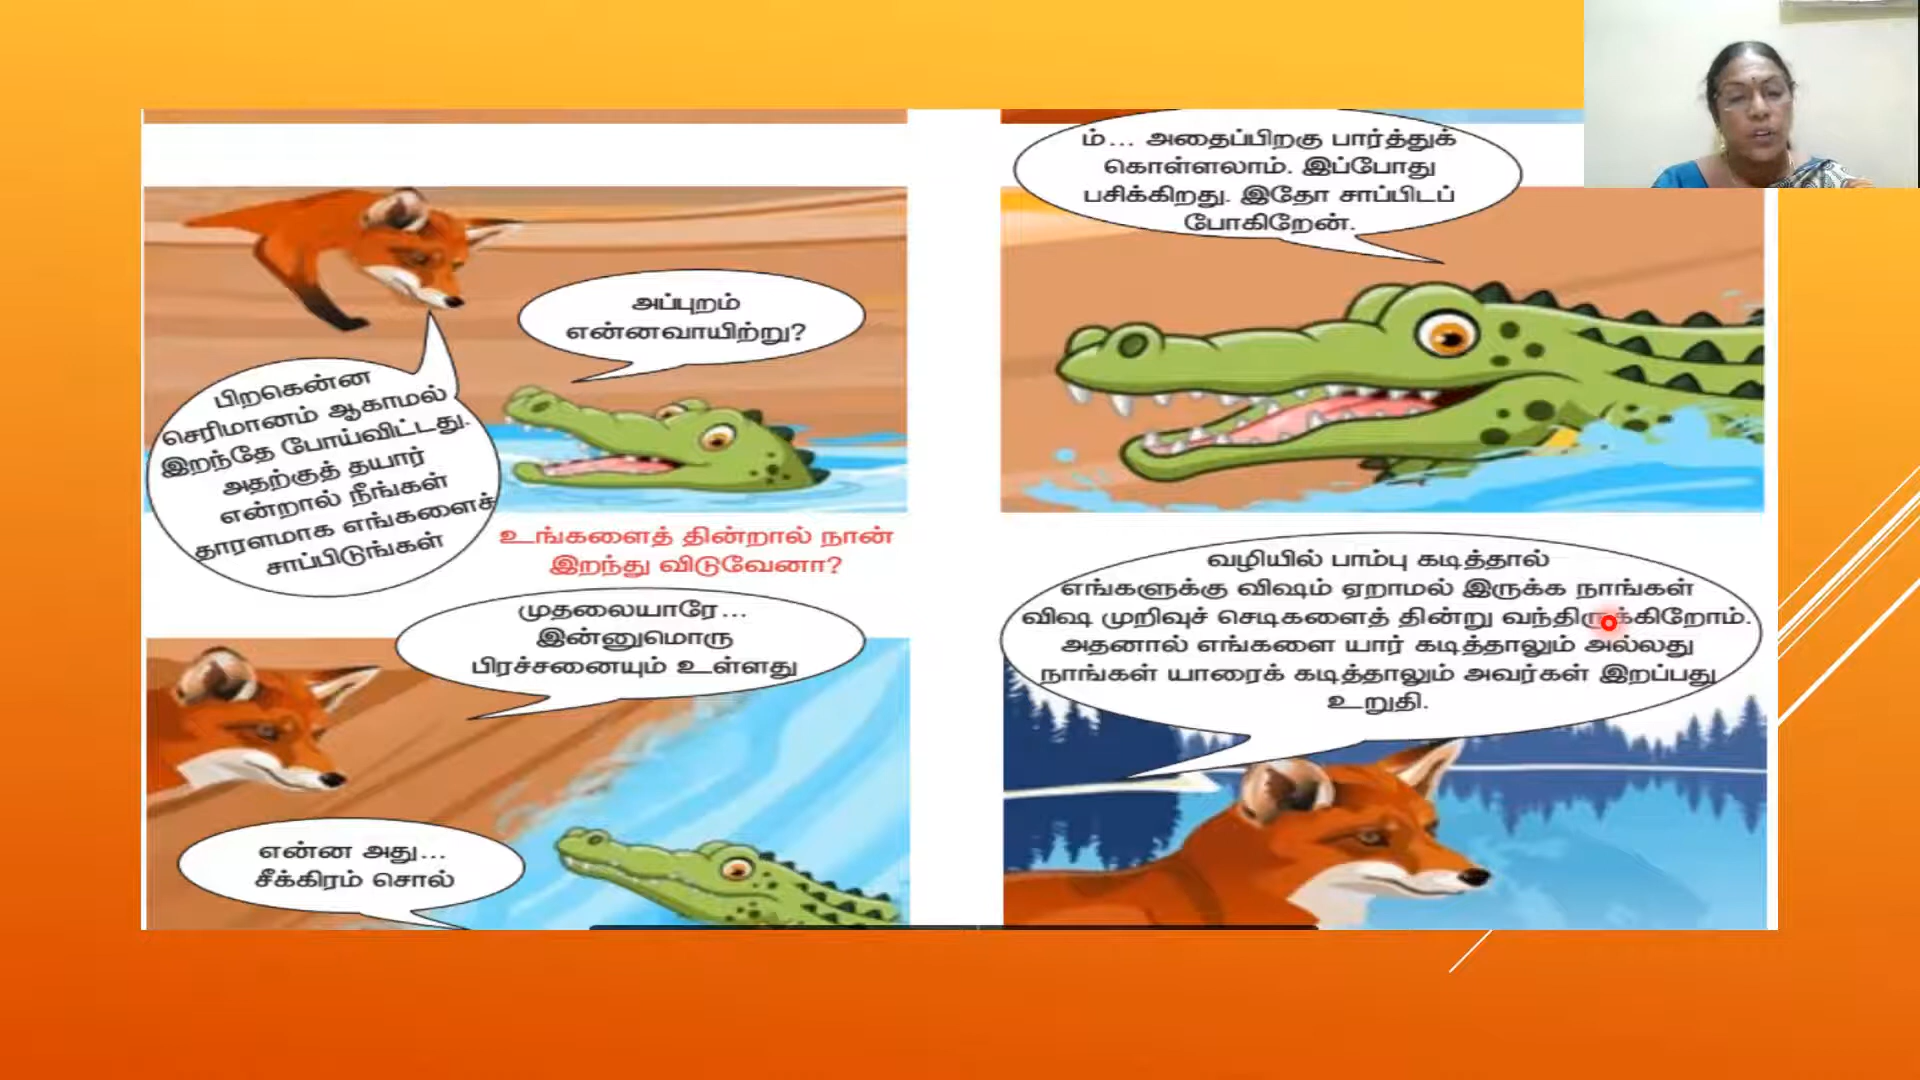 அப்புறம்
என்னவாயிற்று?
பிறகென்ன
செரிமானம் ஆகாமல்
இறந்தே போய்விட்டது.
அதற்குத் தயார்
என்றால் நீங்கள்
தாரளமாக எங்களைச்
சாப்பிடுங்கள்
உங்களைத் தின்றால் நான்
இறந்து விடுவேனா?
முதலையாரே...
இன்னுமொரு
பிரச்சனையும் உள்ளது
என்ன அது...
சீக்கிரம் சொல்
ம்... அதைப்பிறகு பார்த்துக்
கொள்ளலாம். இப்போது
பசிக்கிறது. இதோ சாப்பிடப்
போகிறேன்.
வழியில் பாம்பு கடித்தால்
எங்களுக்கு விஷம் ஏறாமல் இருக்க நாங்கள்
விஷ முறிவுச் செடிகளைத் தின்று வந்திருக்கிறோம்.
அதனால் எங்களை யார் கடித்தாலும் அல்லது
நாங்கள் யாரைக் கடித்தாலும் அவர்கள் இறப்பது
உறுதி.